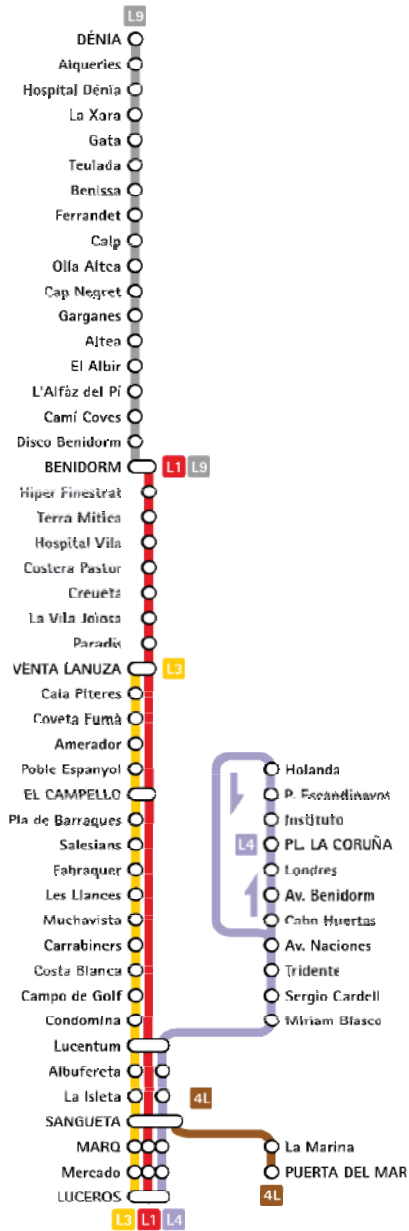 L9
DÉNIA
Alqueries
Hospital Dénia
La Xara
Gata
Teulada
Benissa
Ferrandet
Calp
Olla Altea
Cap Negret
Garganes
Altea
El Albir
L'Alfàz del Pí
Camí Coves
Disco Benidorm
BENIDORM L1 L9
Hiper Finestrat
Terra Mítica
Hospital Vila
Costera Pastor
Creueta
La Vila Joiosa
Paradís
VENTA LANUZA L3
Cala Piteres
Coveta Fumà
Amerador
Poble Espanyol
EL CAMPELLO
Pla de Barraques
Salesians
Fabraquer
Les Llances
Muchavista
Carrabiners
Costa Blanca
Campo de Golf
Condomina
Lucentum
Albufereta
La Isleta
SANGUETA
MARQ
Mercado
LUCEROS
L3 L1 L4
Holanda
P. Escandinavos
Instituto
L4 PL. LA CORUÑA
Londres
Av. Benidorm
Cabo Huertas
Av. Naciones
Tridente
Sergio Cardell
Miriam Blasco
4L
La Marina
PUERTA DEL MAR
4L